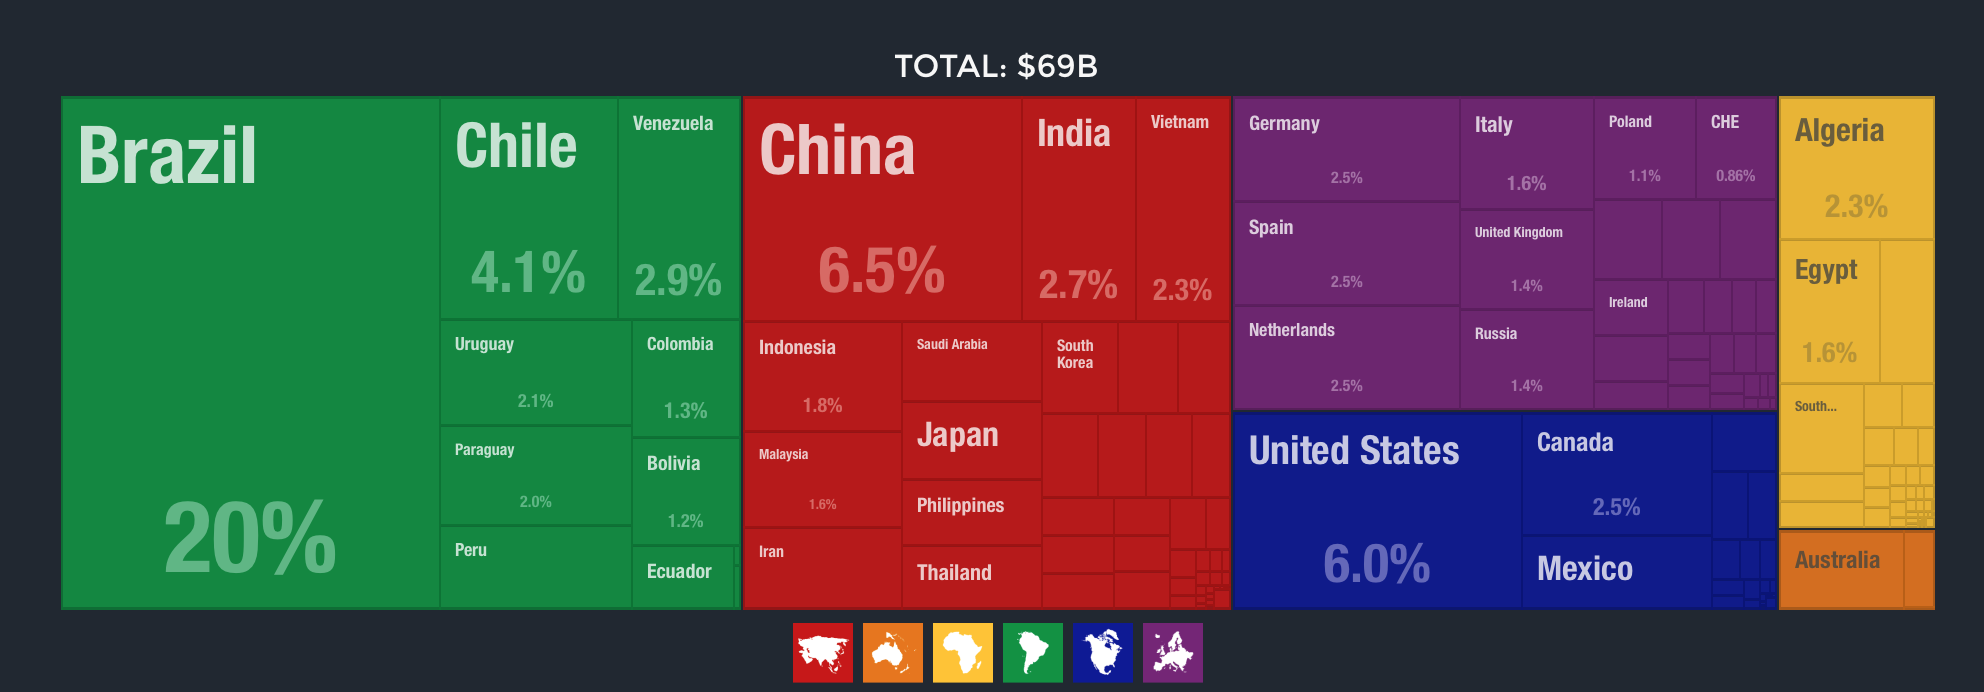 TOTAL: $69B
Brazil
20%
Chile
4.1%
Venezuela
2.9%
Uruguay
2.1%
Paraguay
2.0%
Peru
Colombia
1.3%
Bolivia
1.2%
Ecuador
China
6.5%
India
2.7%
Vietnam
2.3%
Indonesia
1.8%
Malaysia
1.6%
Iran
Saudi Arabia
Japan
Philippines
Thailand
South
Korea
Germany
2.5%
Spain
2.5%
Netherlands
2.5%
Italy
1.6%
United Kingdom
1.4%
Russia
1.4%
Poland
1.1%
CHE
0.86%
Ireland
United States
6.0%
Canada
2.5%
Mexico
Algeria
2.3%
Egypt
1.6%
South...
Australia